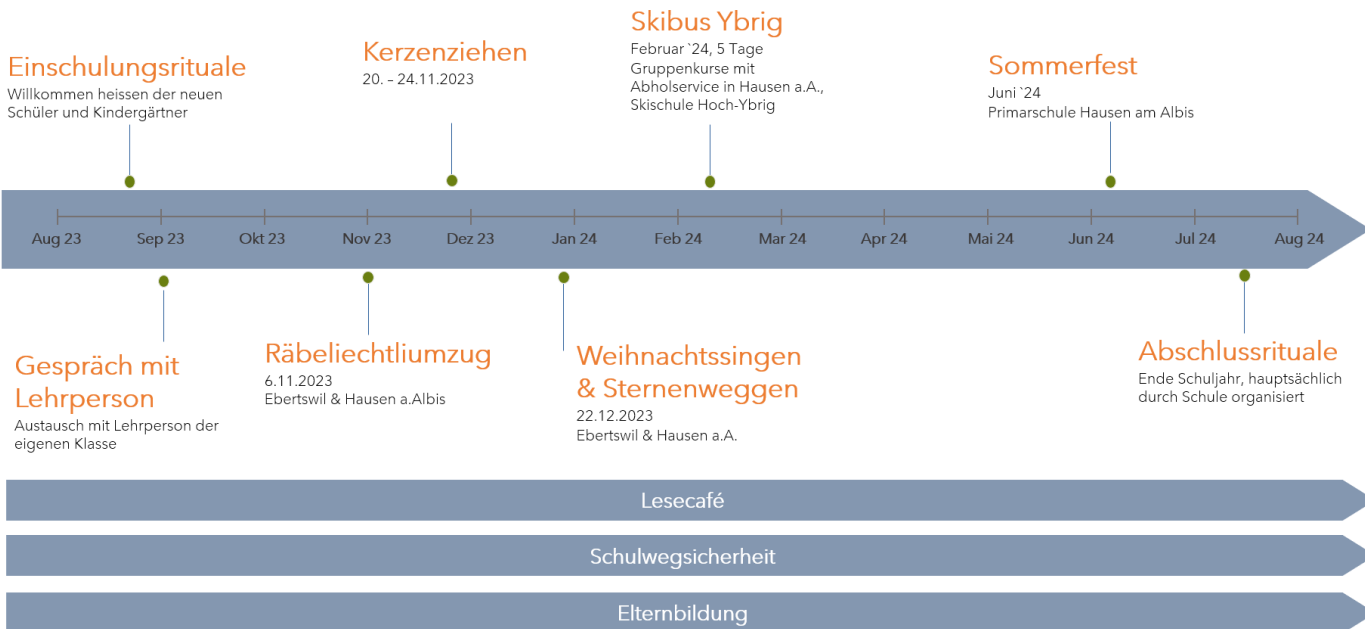 Skibus Ybrig
Februar `24, 5 Tage
Gruppenkurse mit
Abholservice in Hausen a.A.,
Skischule Hoch-Ybrig
Kerzenziehen
20. – 24.11.2023
Einschulungsrituale
Willkommen heissen der neuen
Schüler und Kindergärtner
Sommerfest
Juni `24
Primarschule Hausen am Albis
Aug 23 Sep 23 Okt 23 Nov 23 Dez 23 Jan 24 Feb 24 Mar 24 Apr 24 Mai 24 Jun 24 Jul 24 Aug 24
Gespräch mit
Lehrperson
Austausch mit Lehrperson der
eigenen Klasse
Räbeliechtliumzug
6.11.2023
Ebertswil & Hausen a.Albis
Weihnachtssingen
& Sternenweggen
22.12.2023
Ebertswil & Hausen a.A.
Abschlussrituale
Ende Schuljahr, hauptsächlich
durch Schule organisiert
Lesecafé
Schulwegsicherheit
Elternbildung